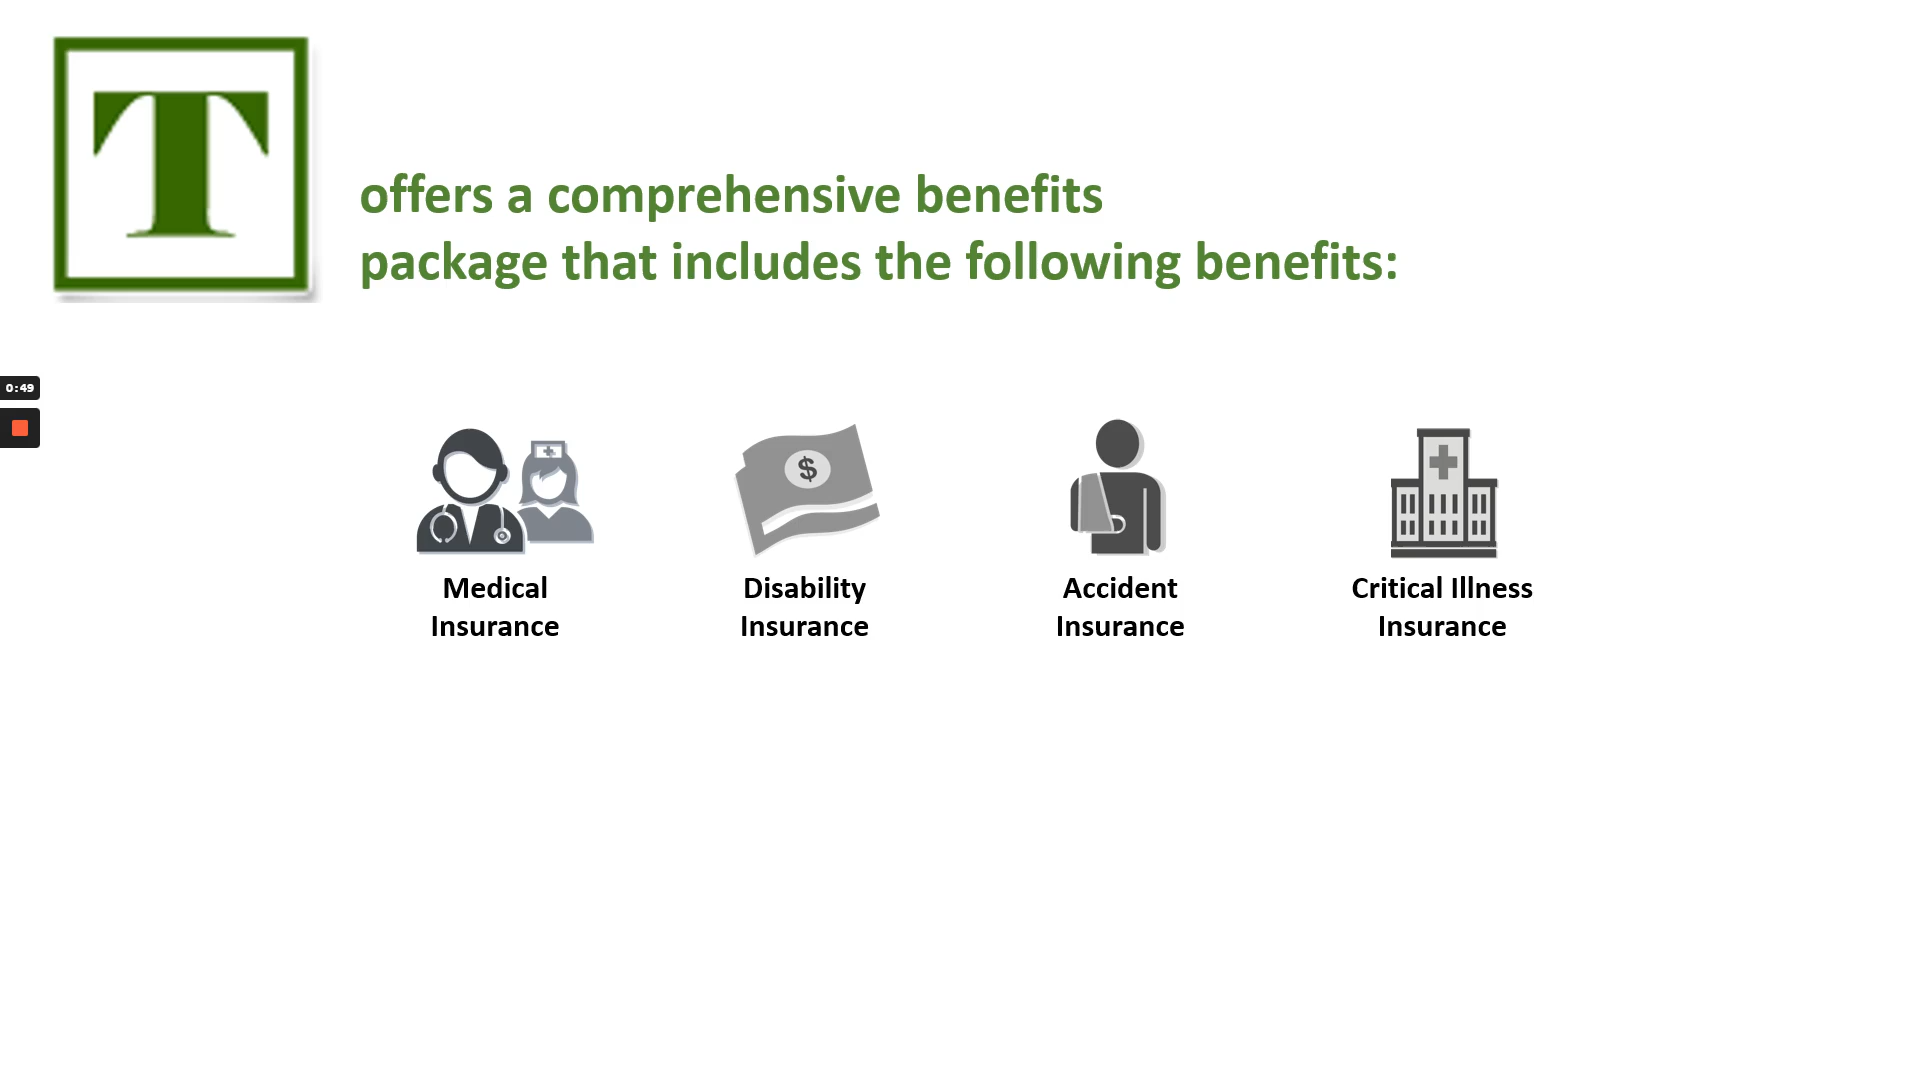 T
offers a comprehensive benefits
package that includes the following benefits:
0:49
$
Medical
Insurance
Disability
Insurance
Accident
Insurance
Critical Illness
Insurance